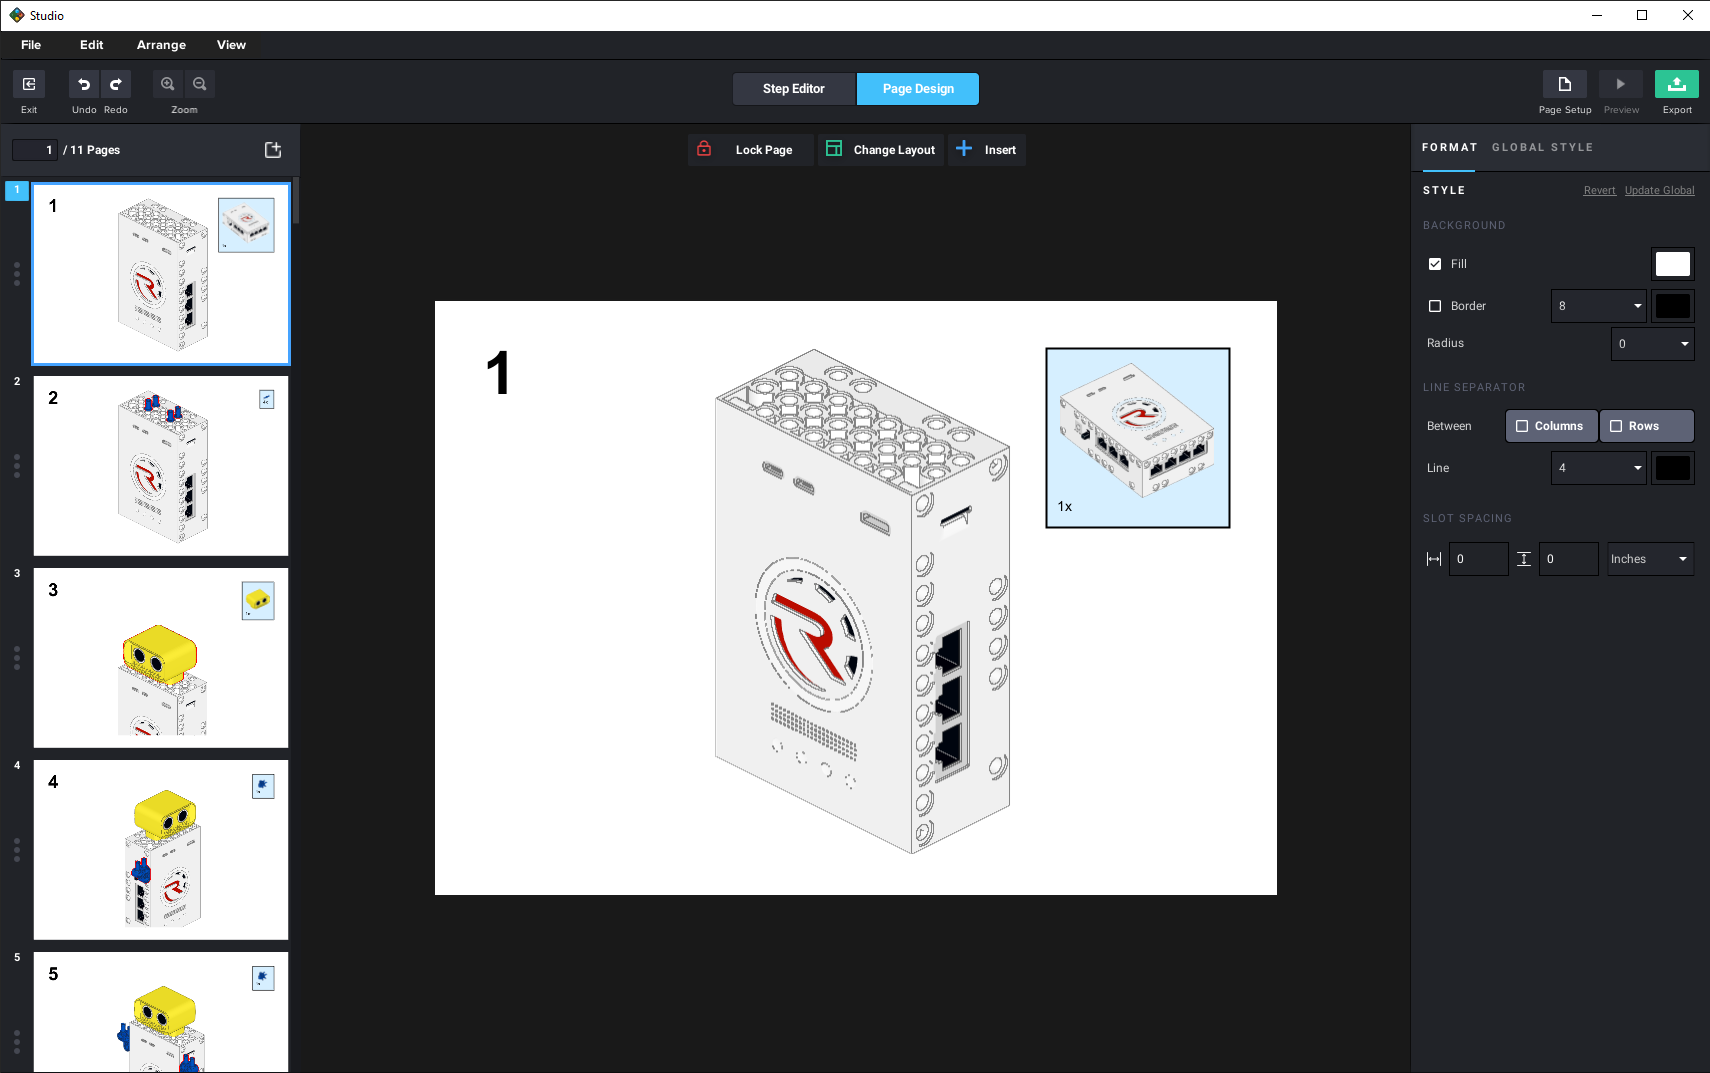 Studio
File Edit Arrange View
Exit Undo Redo Zoom
Step Editor Page Design
Page Setup Preview Export
1 / 11 Pages
Lock Page Change Layout Insert
FORMAT GLOBAL STYLE
STYLE Revert Update Global
BACKGROUND
Fill
Border 8
Radius 0
LINE SEPARATOR
Between Columns Rows
Line 4
SLOT SPACING
0 0 Inches
1
1
2
2
3
3
4
4
5
5
1
R
1x